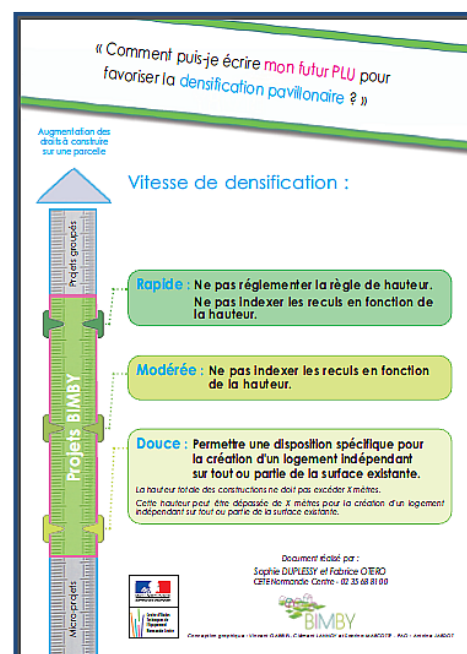 « Comment puis-je écrire mon futur PLU pour
favoriser la densification pavillonaire ? »
Augmentation des
droits à construire
sur une parcelle
Vitesse de densification :
Projets groupés
Rapide : Ne pas réglementer la règle de hauteur.
Ne pas indexer les reculs en fonction de
la hauteur.
Projets BIMBY
Modérée : Ne pas indexer les reculs en fonction
de la hauteur.
Douce : Permettre une disposition spécifique pour
la création d'un logement indépendant
sur tout ou partie de la surface existante.
La hauteur totale des constructions ne doit pas excéder X mètres.
Cette hauteur peut être dépassée de X mètres pour la création d'un logement
indépendant sur tout ou partie de la surface existante.
Micro-projets
Document réalisé par :
Sophie DUPLESSY et Fabrice OTERO
CETE Normandie Centre - 02 35 68 81 00
BIMBY
Conception graphique : Vincent